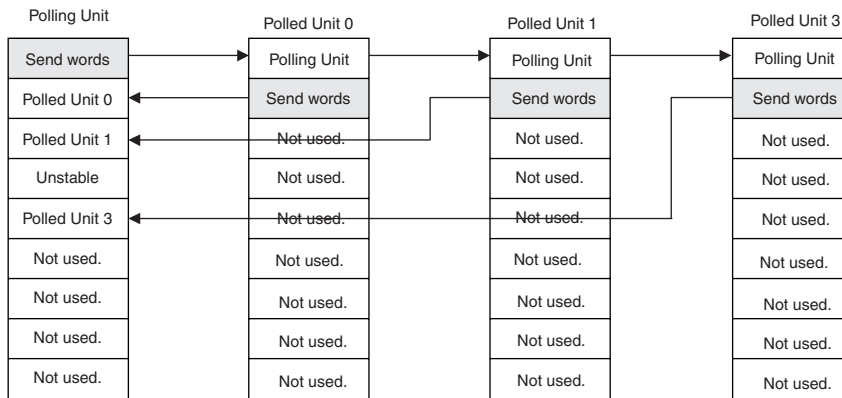 Polling Unit
Send words
Polled Unit 0
Polled Unit 1
Unstable
Polled Unit 3
Not used.
Not used.
Not used.
Not used.
Polled Unit 0
Polling Unit
Send words
Not used.
Not used.
Not used.
Not used.
Not used.
Not used.
Not used.
Polled Unit 1
Polling Unit
Send words
Not used.
Not used.
Not used.
Not used.
Not used.
Not used.
Not used.
Polled Unit 3
Polling Unit
Send words
Not used.
Not used.
Not used.
Not used.
Not used.
Not used.
Not used.